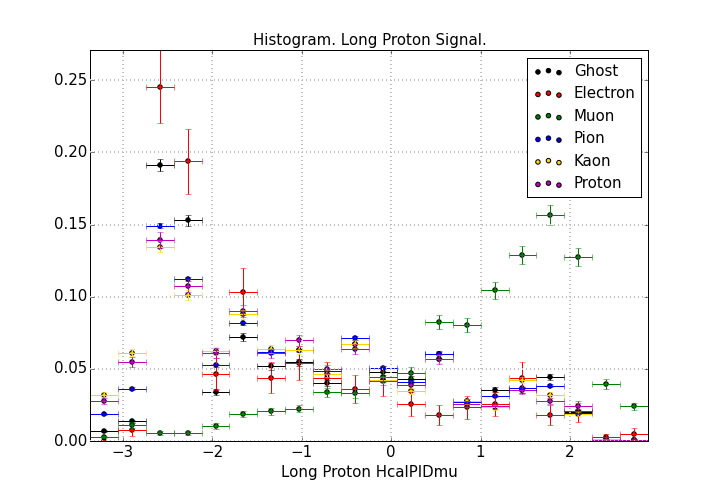 Histogram. Long Proton Signal.
0.25
0.20
0.15
0.10
0.05
0.00
Ghost
Electron
Muon
Pion
Kaon
Proton
−3 −2 −1 0 1 2
Long Proton HcalPIDmu